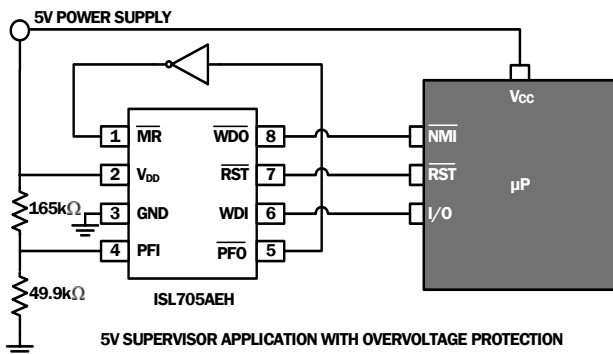 5V POWER SUPPLY
VCC
1 MR WDO 8 NMI
2 VDD RST 7 RST µP
165kΩ 3 GND WDI 6 I/O
4 PFI PFO 5
49.9kΩ
ISL705AEH
5V SUPERVISOR APPLICATION WITH OVERVOLTAGE PROTECTION